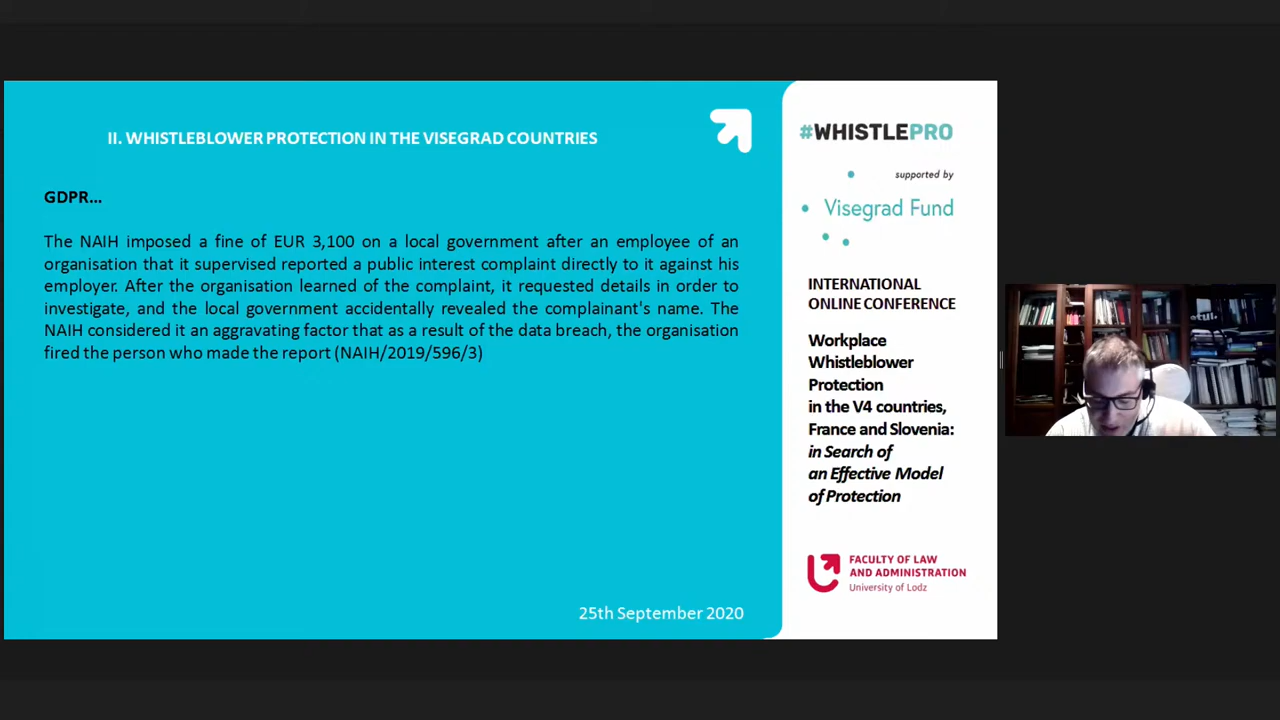 II. WHISTLEBLOWER PROTECTION IN THE VISEGRAD COUNTRIES
GDPR...
The NAIH imposed a fine of EUR 3,100 on a local government after an employee of an
organisation that it supervised reported a public interest complaint directly to it against his
employer. After the organisation learned of the complaint, it requested details in order to
investigate, and the local government accidentally revealed the complainant's name. The
NAIH considered it an aggravating factor that as a result of the data breach, the organisation
fired the person who made the report (NAIH/2019/596/3)
25th September 2020
#WHISTLEPRO
supported by
Visegrad Fund
INTERNATIONAL
ONLINE CONFERENCE
Workplace
Whistleblower
Protection
in the V4 countries,
France and Slovenia:
in Search of
an Effective Model
of Protection
FACULTY OF LAW
AND ADMINISTRATION
University of Lodz